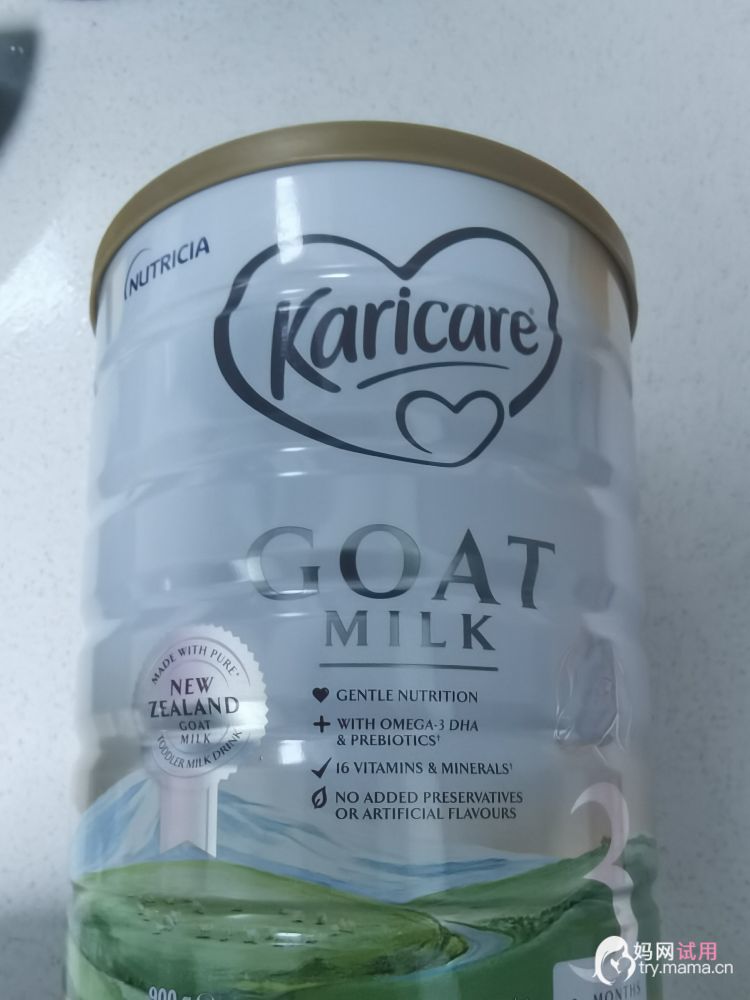 NUTRICIA
Karicare
GOAT
MILK
MADE WITH PURE*
NEW
ZEALAND
GOAT
MILK
TODDLER MILK DRINK
GENTLE NUTRITION
WITH OMEGA-3 DHA
& PREBIOTICS†
16 VITAMINS & MINERALS†
NO ADDED PRESERVATIVES
OR ARTIFICIAL FLAVOURS
3
900 g
MONTHS
妈网试用
try.mama.cn